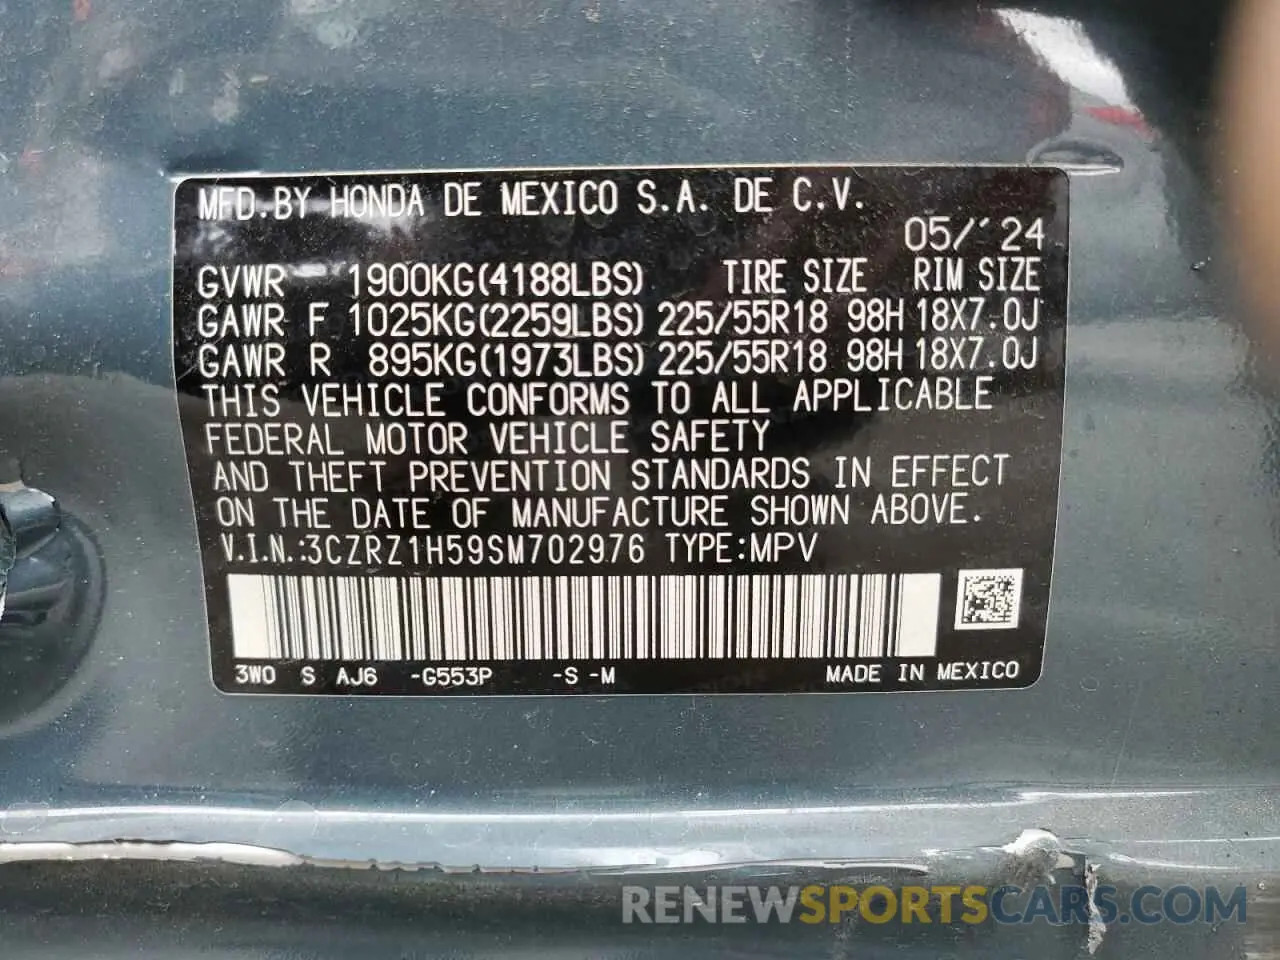 MFD.BY HONDA DE MEXICO S.A. DE C.V.
05/'24
GVWR 1900KG(4188LBS) TIRE SIZE RIM SIZE
GAWR F 1025KG(2259LBS) 225/55R18 98H 18X7.0J
GAWR R 895KG(1973LBS) 225/55R18 98H 18X7.0J
THIS VEHICLE CONFORMS TO ALL APPLICABLE
FEDERAL MOTOR VEHICLE SAFETY
AND THEFT PREVENTION STANDARDS IN EFFECT
ON THE DATE OF MANUFACTURE SHOWN ABOVE.
V.I.N.:3CZRZ1H59SM702976 TYPE:MPV
3W0 S AJ6 -G553P -S -M MADE IN MEXICO
RENEWSPORTSCARS.COM